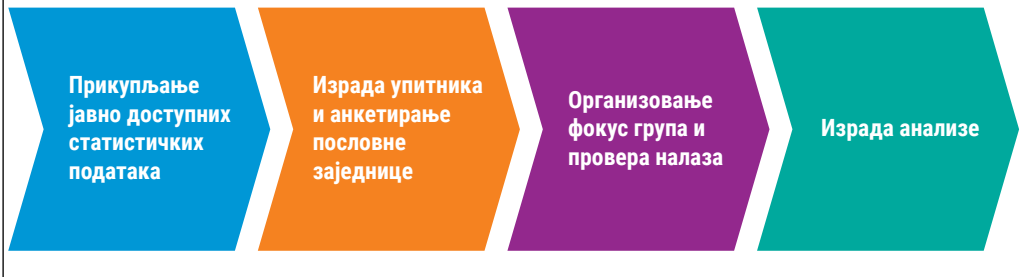 Прикупљање
јавно доступних
статистичких
података
Израда упитника
и анкетирање
пословне
заједнице
Организовање
фокус група и
провера налаза
Израда анализе